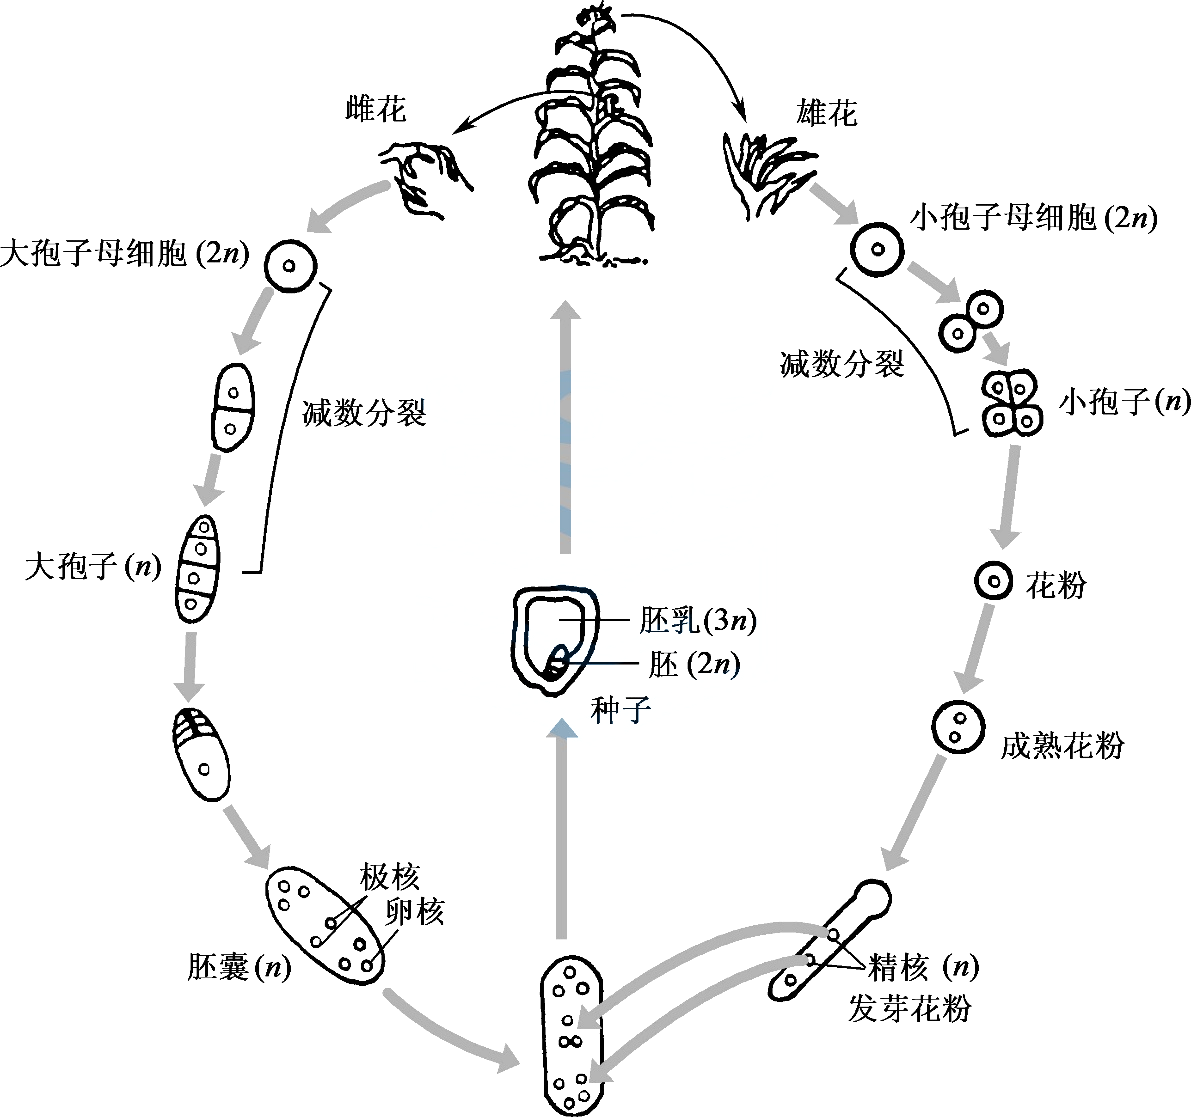 雌花
雄花
大孢子母细胞(2n)
小孢子母细胞(2n)
减数分裂
减数分裂
小孢子(n)
大孢子(n)
花粉
胚乳(3n)
胚(2n)
种子
成熟花粉
极核
卵核
胚囊(n)
精核(n)
发芽花粉